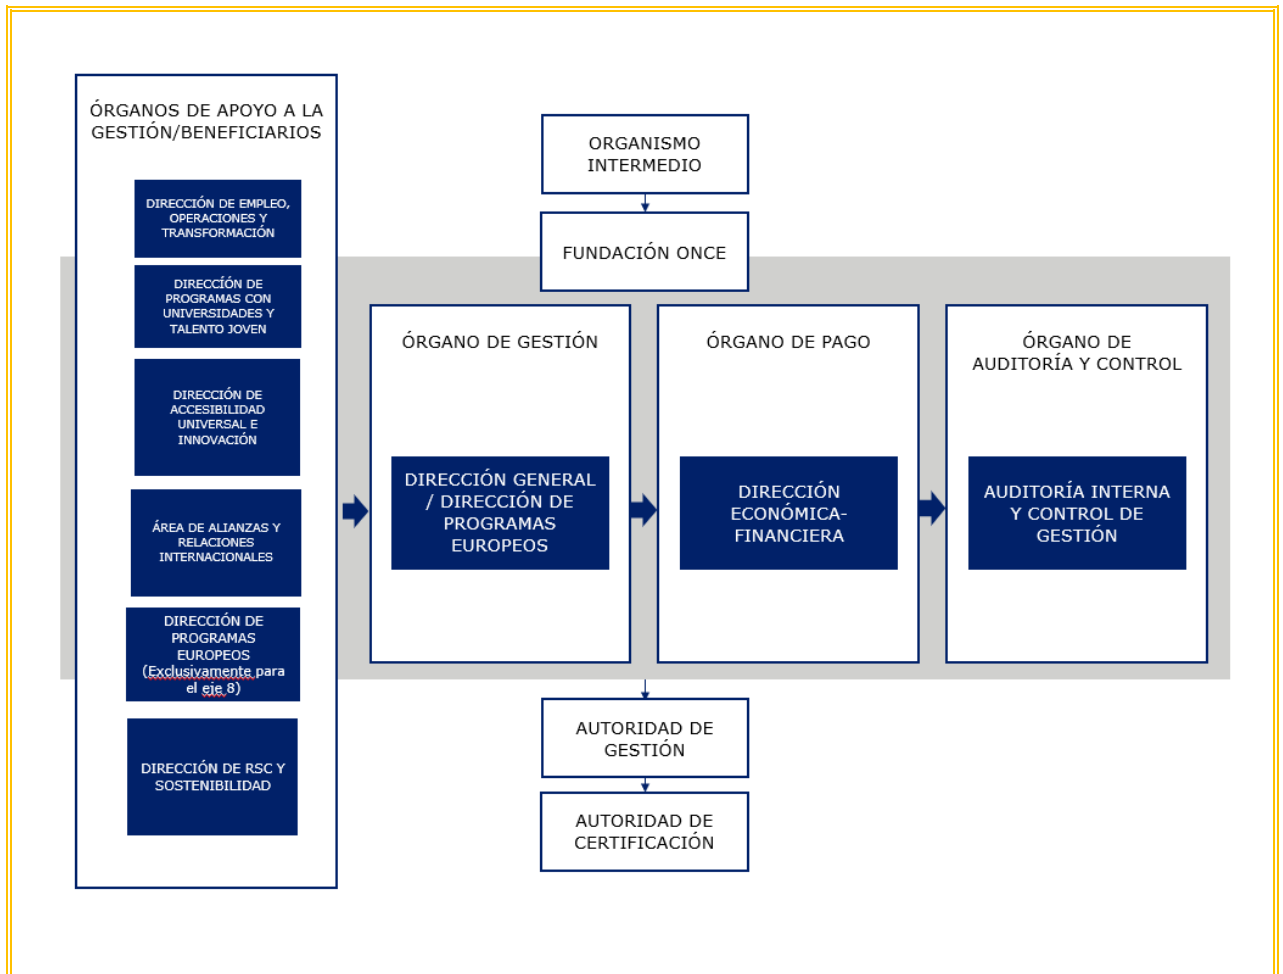 ÓRGANOS DE APOYO A LA
GESTIÓN/BENEFICIARIOS
DIRECCIÓN DE EMPLEO,
OPERACIONES Y
TRANSFORMACIÓN
DIRECCÍÓN DE
PROGRAMAS CON
UNIVERSIDADES Y
TALENTO JOVEN
DIRECCIÓN DE
ACCESIBILIDAD
UNIVERSAL E
INNOVACIÓN
ÁREA DE ALIANZAS Y
RELACIONES
INTERNACIONALES
DIRECCIÓN DE
PROGRAMAS
EUROPEOS
(Exclusivamente para
el eje 8)
DIRECCIÓN DE RSC Y
SOSTENIBILIDAD
ORGANISMO
INTERMEDIO
FUNDACIÓN ONCE
ÓRGANO DE GESTIÓN
DIRECCIÓN GENERAL
/ DIRECCIÓN DE
PROGRAMAS
EUROPEOS
ÓRGANO DE PAGO
DIRECCIÓN
ECONÓMICA-
FINANCIERA
ÓRGANO DE
AUDITORÍA Y CONTROL
AUDITORÍA INTERNA
Y CONTROL DE
GESTIÓN
AUTORIDAD DE
GESTIÓN
AUTORIDAD DE
CERTIFICACIÓN